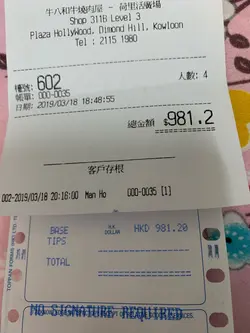 牛八和牛燒肉屋 - 荷里活廣場
Shop 311B Level 3
Plaza HollyWood, Dimond Hill, Kowloon
Tel : 2115 1980
檯號: 602
人數: 4
帳單: 000-0035
日期: 2019/03/18 18:48:55
總金額 : $981.2
客戶存根
002-2019/03/18 20:16:00 Man Ho 000-0035 [1]
BASE HK DOLLAR HKD 981.20
TIPS
TOTAL
NO SIGNATURE REQUIRED